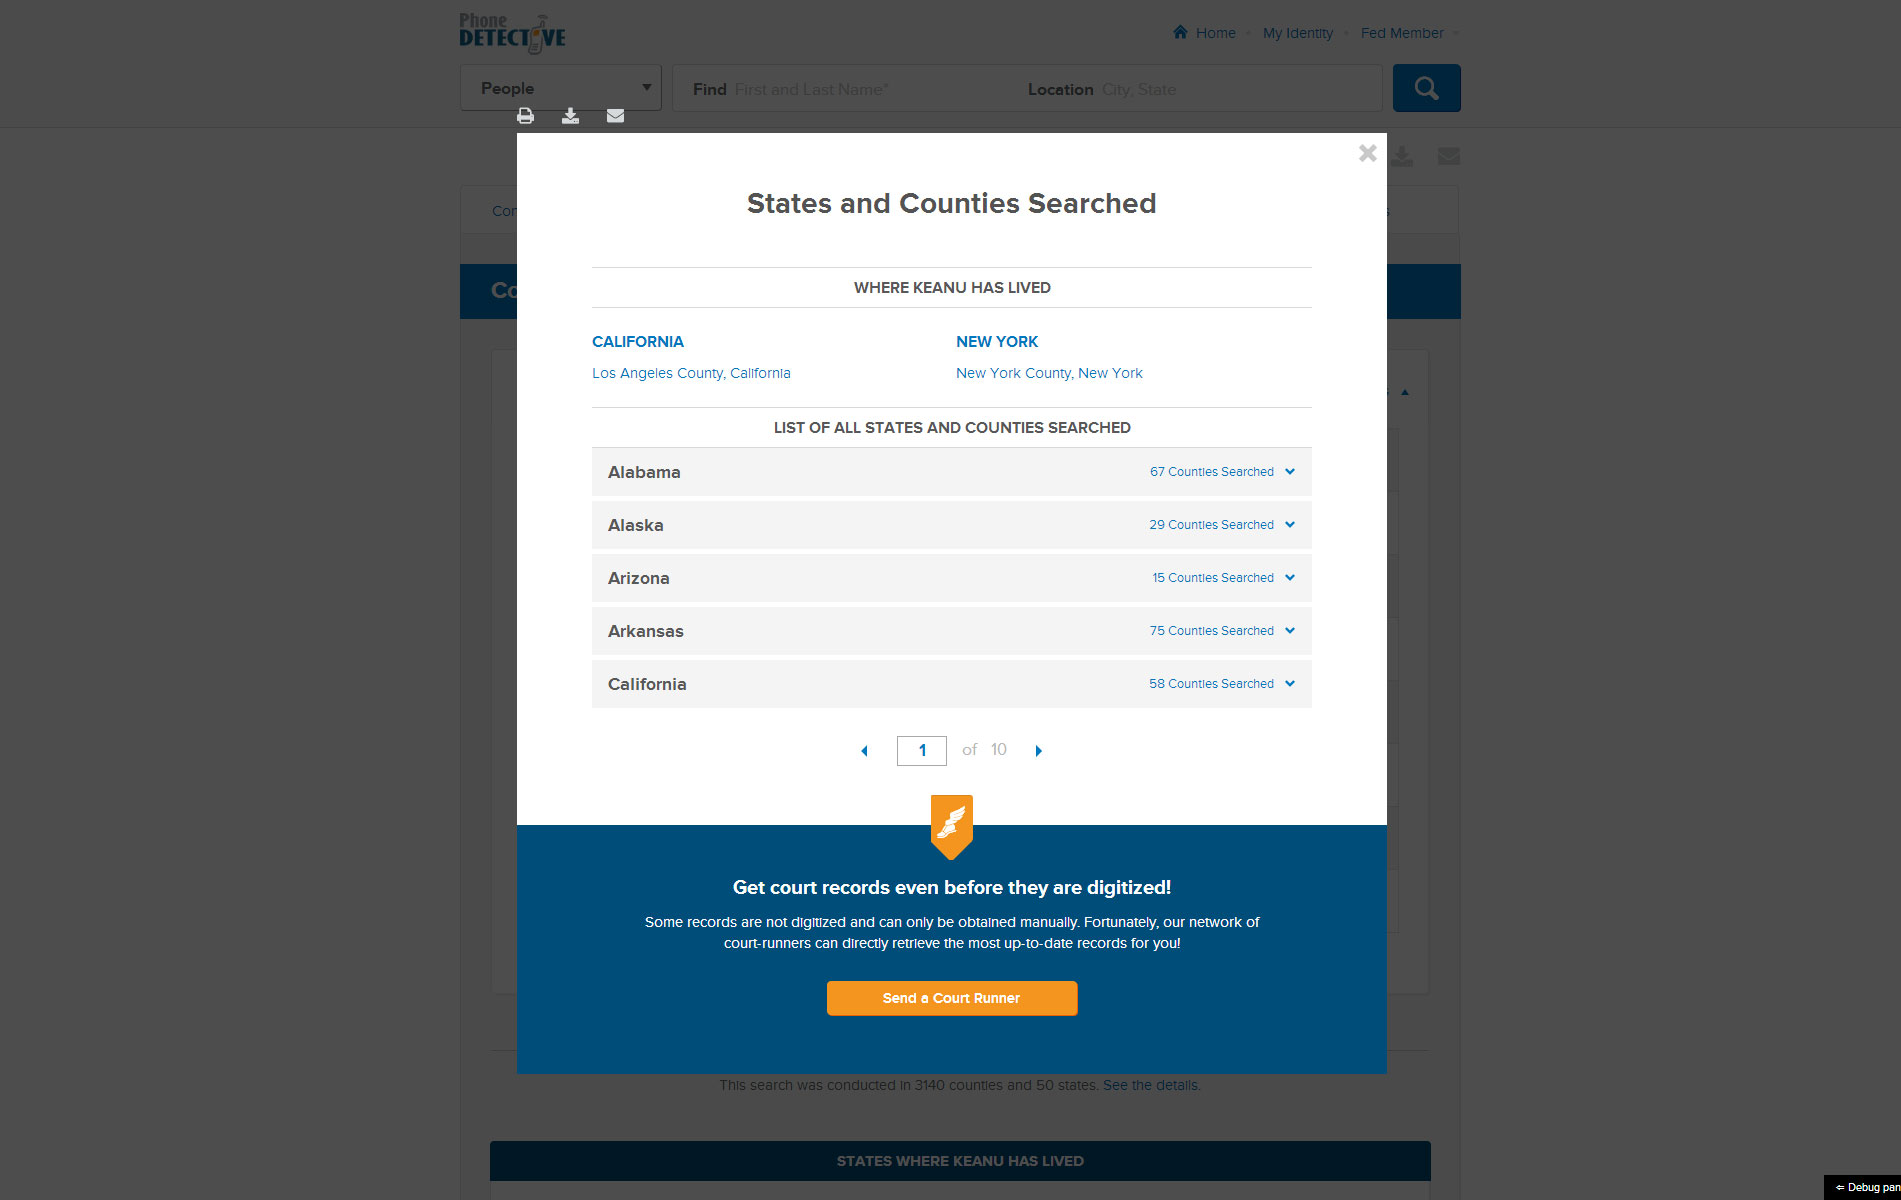 Phone
DETECTIVE
Home
My Identity
Fed Member
People
Find First and Last Name*
Location City, State
States and Counties Searched
WHERE KEANU HAS LIVED
CALIFORNIA
NEW YORK
Los Angeles County, California
New York County, New York
LIST OF ALL STATES AND COUNTIES SEARCHED
Alabama
67 Counties Searched
Alaska
29 Counties Searched
Arizona
15 Counties Searched
Arkansas
75 Counties Searched
California
58 Counties Searched
1 of 10
Get court records even before they are digitized!
Some records are not digitized and can only be obtained manually. Fortunately, our network of
court-runners can directly retrieve the most up-to-date records for you!
Send a Court Runner
This search was conducted in 3140 counties and 50 states. See the details.
STATES WHERE KEANU HAS LIVED
⇐ Debug pan